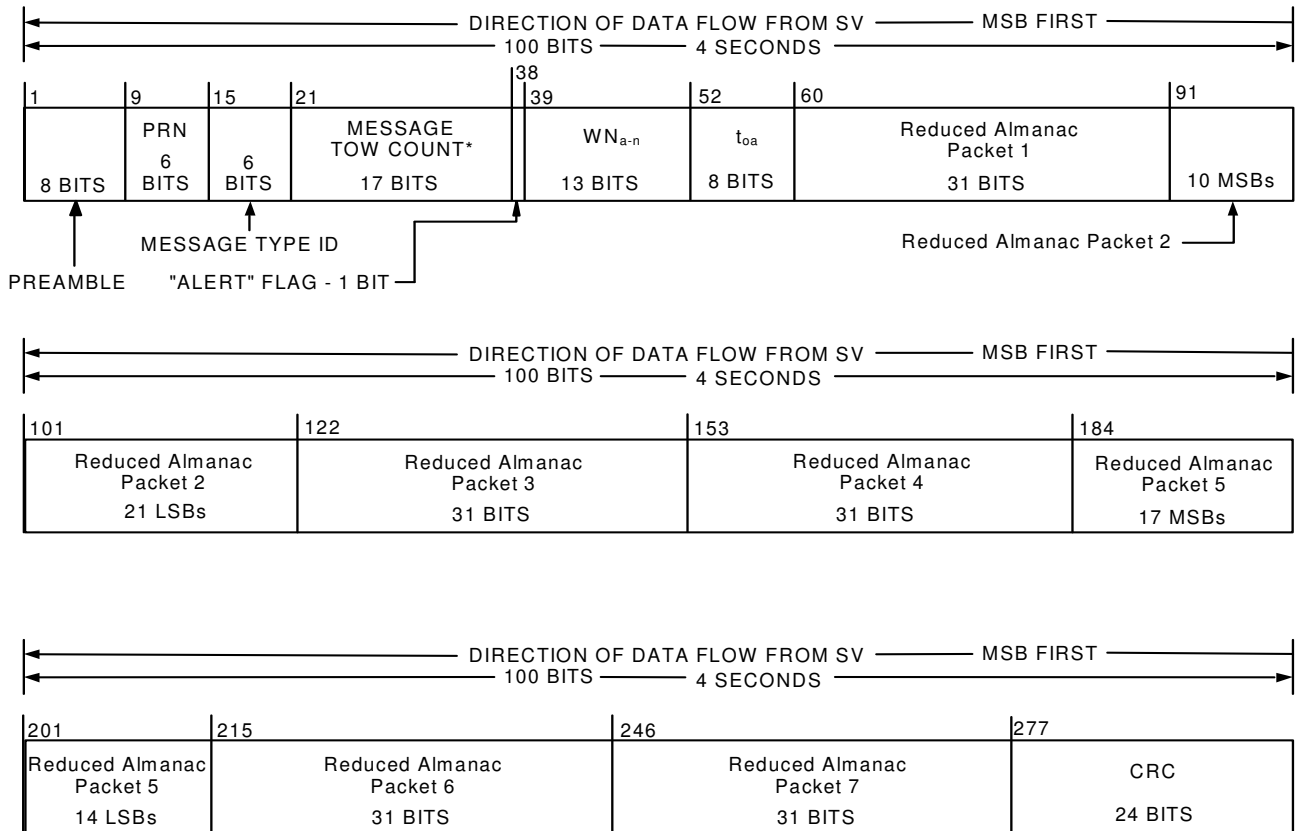 DIRECTION OF DATA FLOW FROM SV MSB FIRST
100 BITS 4 SECONDS
1 9 15 21 38 39 52 60 91
8 BITS
PRN
6
BITS
6
BITS
MESSAGE
TOW COUNT*
17 BITS
WNa-n
13 BITS
toa
8 BITS
Reduced Almanac
Packet 1
31 BITS
10 MSBs
MESSAGE TYPE ID
Reduced Almanac Packet 2
PREAMBLE
"ALERT" FLAG - 1 BIT
DIRECTION OF DATA FLOW FROM SV MSB FIRST
100 BITS 4 SECONDS
101 122 153 184
Reduced Almanac
Packet 2
21 LSBs
Reduced Almanac
Packet 3
31 BITS
Reduced Almanac
Packet 4
31 BITS
Reduced Almanac
Packet 5
17 MSBs
DIRECTION OF DATA FLOW FROM SV MSB FIRST
100 BITS 4 SECONDS
201 215 246 277
Reduced Almanac
Packet 5
14 LSBs
Reduced Almanac
Packet 6
31 BITS
Reduced Almanac
Packet 7
31 BITS
CRC
24 BITS